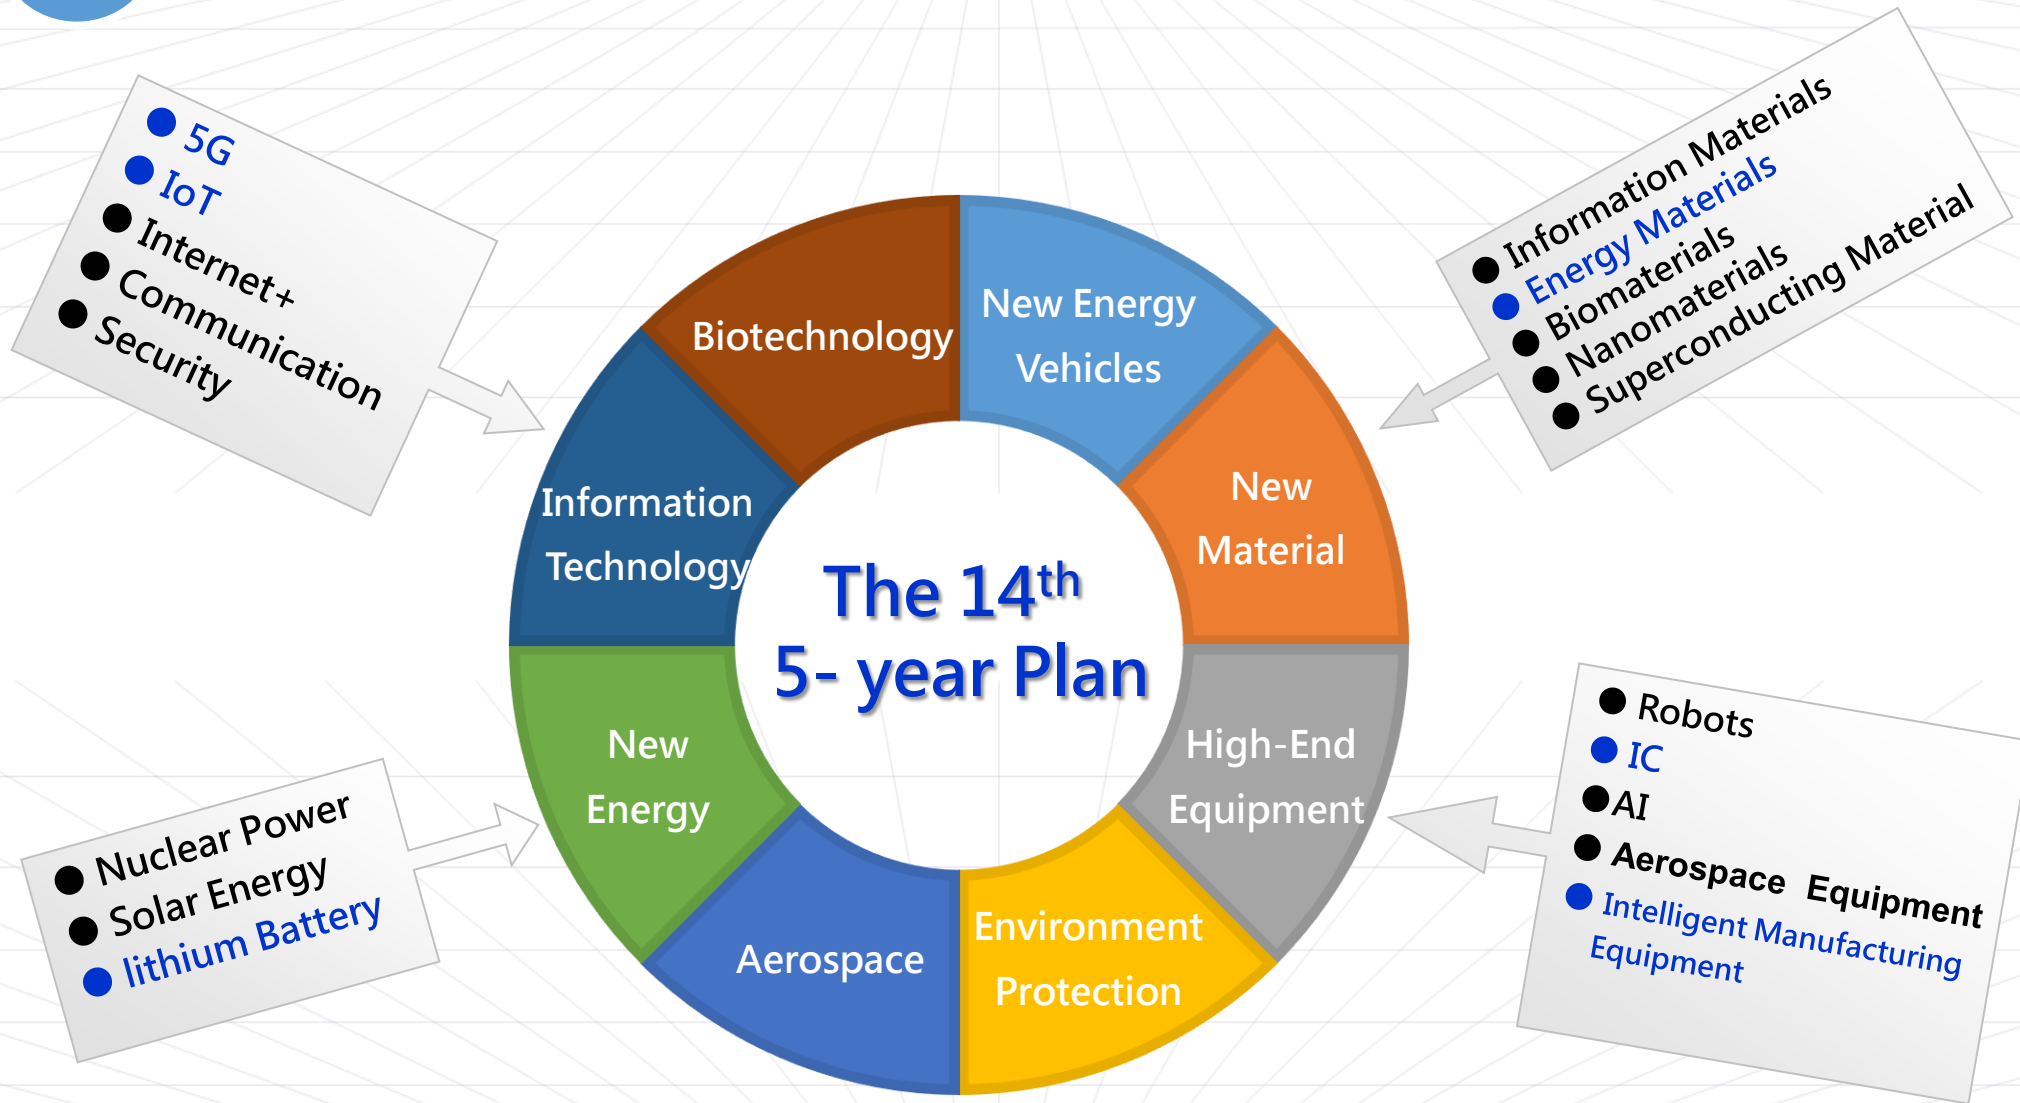 ● 5G
● IoT
● Internet+
● Communication
● Security
● Information Materials
● Energy Materials
● Biomaterials
● Nanomaterials
● Superconducting Material
Biotechnology
New Energy
Vehicles
Information
Technology
New
Material
The 14th
5- year Plan
New
Energy
High-End
Equipment
Aerospace
Environment
Protection
● Nuclear Power
● Solar Energy
● lithium Battery
● Robots
● IC
● AI
● Aerospace Equipment
● Intelligent Manufacturing
Equipment